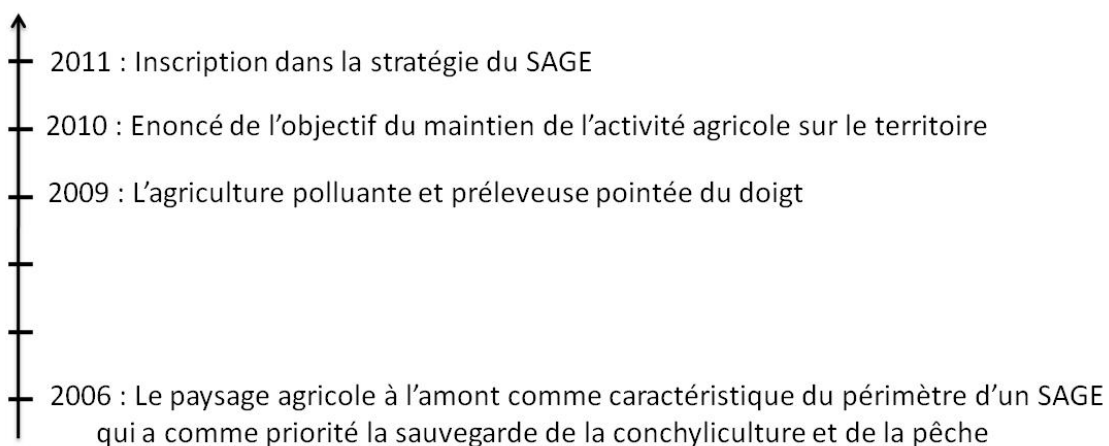 2011 : Inscription dans la stratégie du SAGE
2010 : Enoncé de l’objectif du maintien de l’activité agricole sur le territoire
2009 : L’agriculture polluante et préleveuse pointée du doigt
2006 : Le paysage agricole à l’amont comme caractéristique du périmètre d’un SAGE
qui a comme priorité la sauvegarde de la conchyliculture et de la pêche